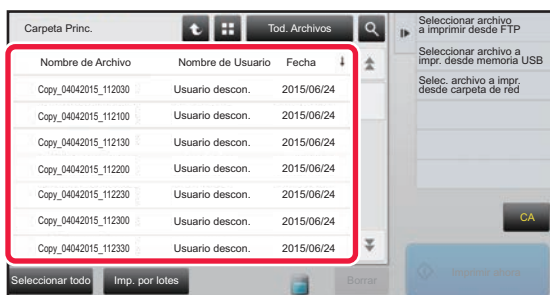 Carpeta Princ. Tod. Archivos
Nombre de Archivo Nombre de Usuario Fecha
Copy_04042015_112030 Usuario descon. 2015/06/24
Copy_04042015_112100 Usuario descon. 2015/06/24
Copy_04042015_112130 Usuario descon. 2015/06/24
Copy_04042015_112200 Usuario descon. 2015/06/24
Copy_04042015_112230 Usuario descon. 2015/06/24
Copy_04042015_112300 Usuario descon. 2015/06/24
Copy_04042015_112330 Usuario descon. 2015/06/24
Seleccionar todo Imp. por lotes Borrar
Seleccionar archivo
a imprimir desde FTP
Seleccionar archivo a
impr. desde memoria USB
Selec. archivo a impr.
desde carpeta de red
CA